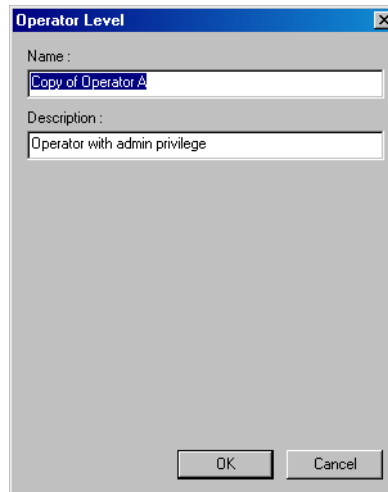 Operator Level
Name :
Copy of Operator A
Description :
Operator with admin privilege
OK
Cancel